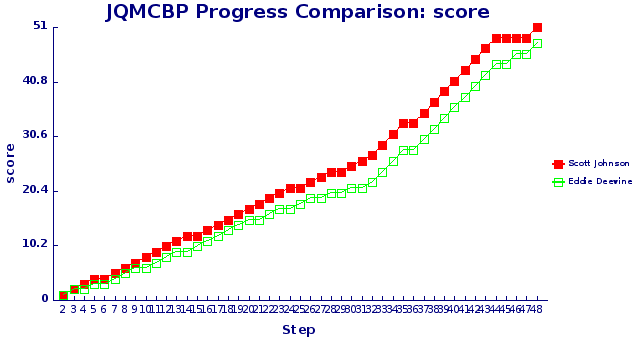 JQMCBP Progress Comparison: score
51
40.8
30.6
20.4
10.2
0
score
2 3 4 5 6 7 8 9 10 11 12 13 14 15 16 17 18 19 20 21 22 23 24 25 26 27 28 29 30 31 32 33 34 35 36 37 38 39 40 41 42 43 44 45 46 47 48
Step
Scott Johnson
Eddie Deevine